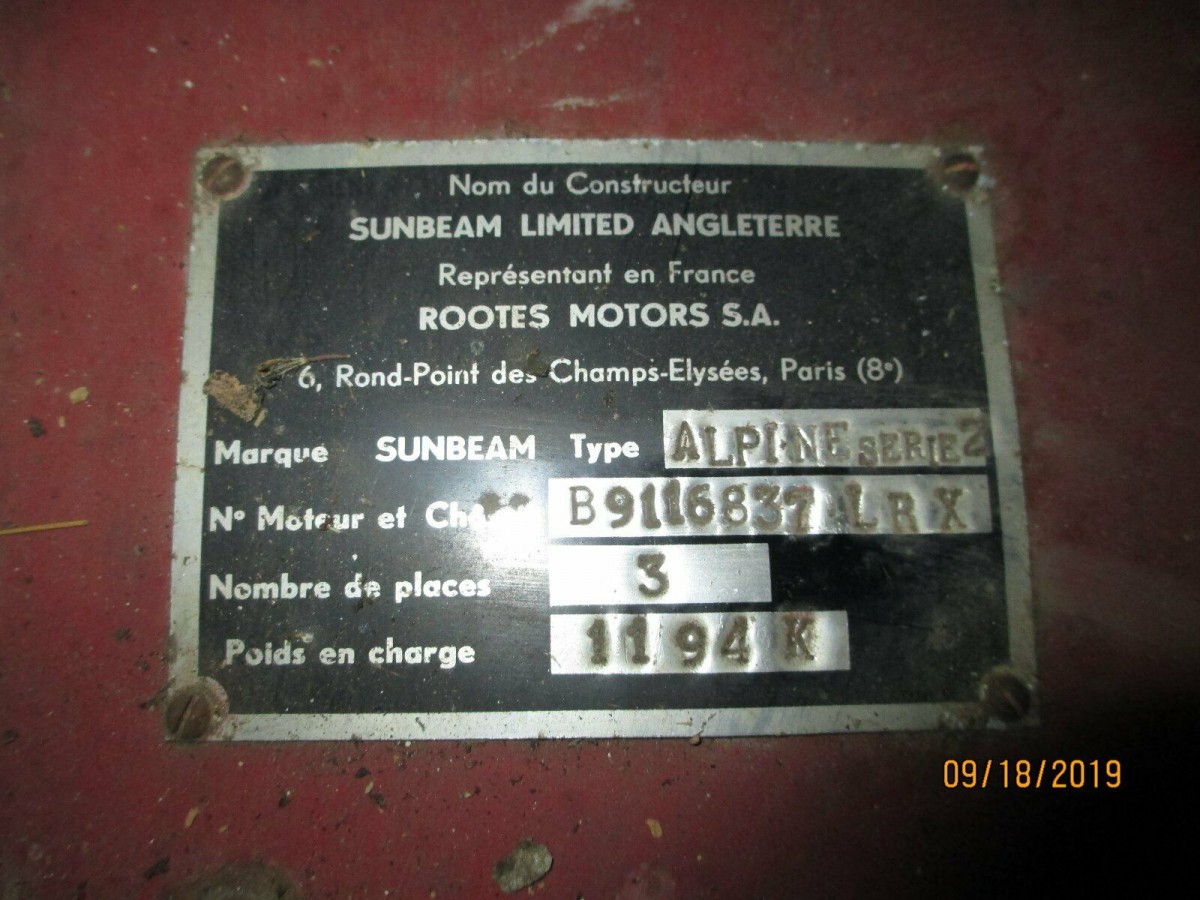 Nom du Constructeur
SUNBEAM LIMITED ANGLETERRE
Représentant en France
ROOTES MOTORS S.A.
6, Rond-Point des Champs-Elysées, Paris (8e)
Marque SUNBEAM Type ALPINE SERIE 2
No Moteur et B9116837 LRX
Nombre de places 3
Poids en charge 1194 K
09/18/2019